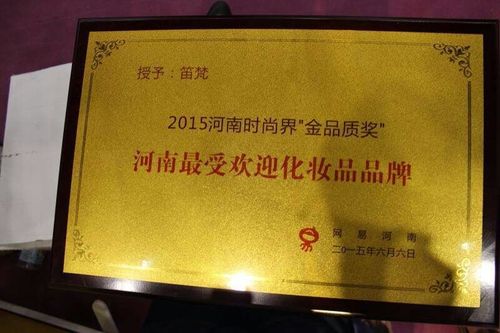 授予:笛梵
2015河南时尚界"金品质奖"
河南最受欢迎化妆品品牌
网易河南
二〇一五年六月六日